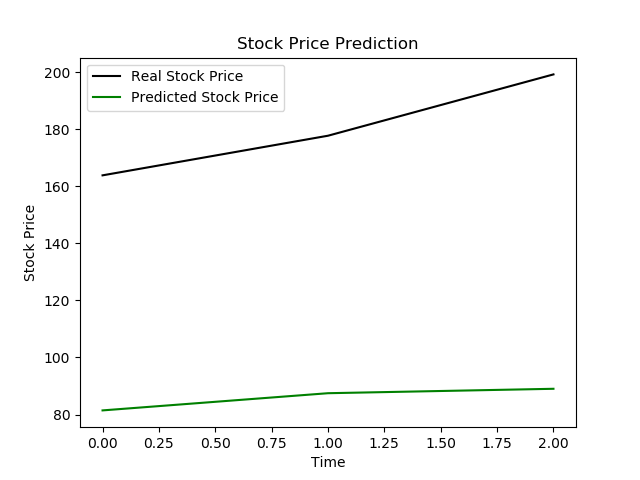 Stock Price Prediction
Real Stock Price
Predicted Stock Price
Stock Price
200
180
160
140
120
100
80
0.00 0.25 0.50 0.75 1.00 1.25 1.50 1.75 2.00
Time